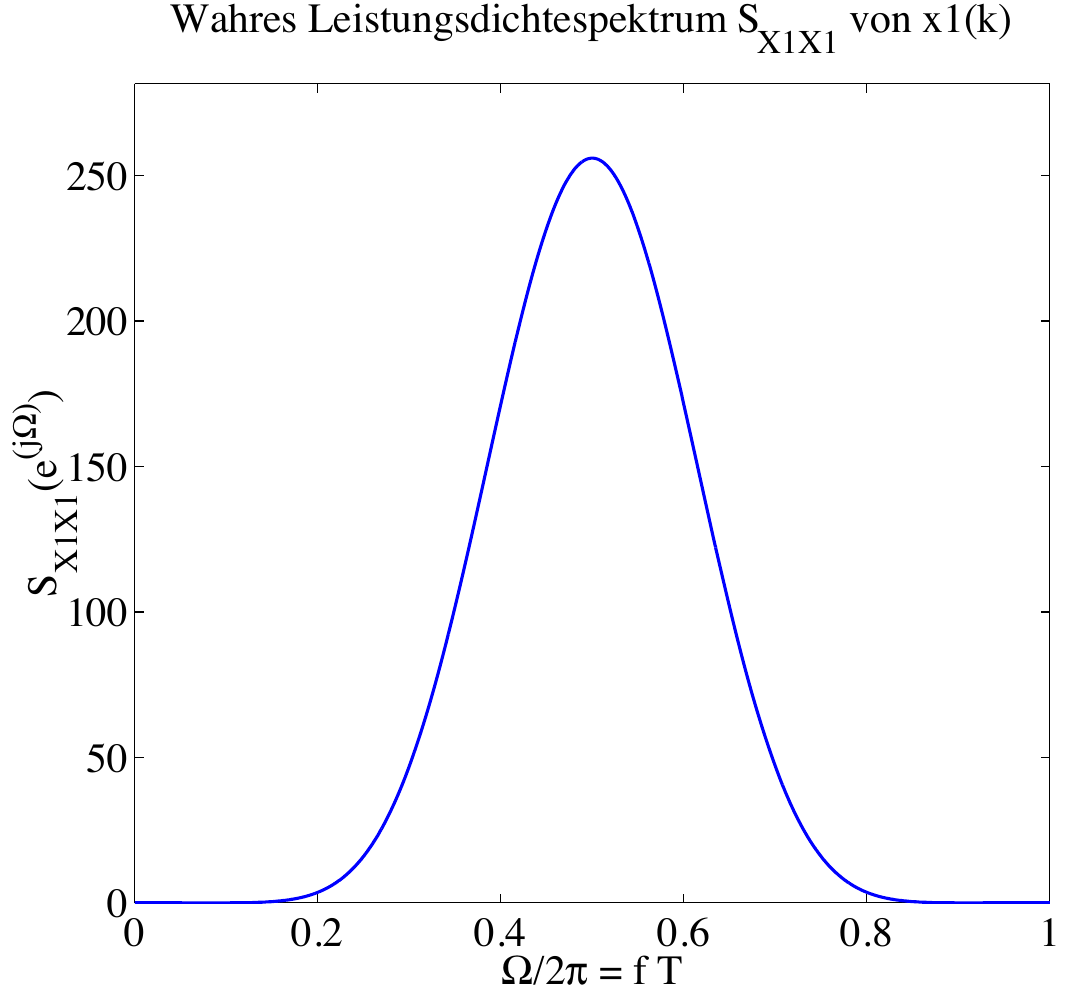 Wahres Leistungsdichtespektrum S_X1X1 von x1(k)
S_X1X1(e^(jΩ))
250
200
150
100
50
0
0 0.2 0.4 0.6 0.8 1
Ω/2π = f T